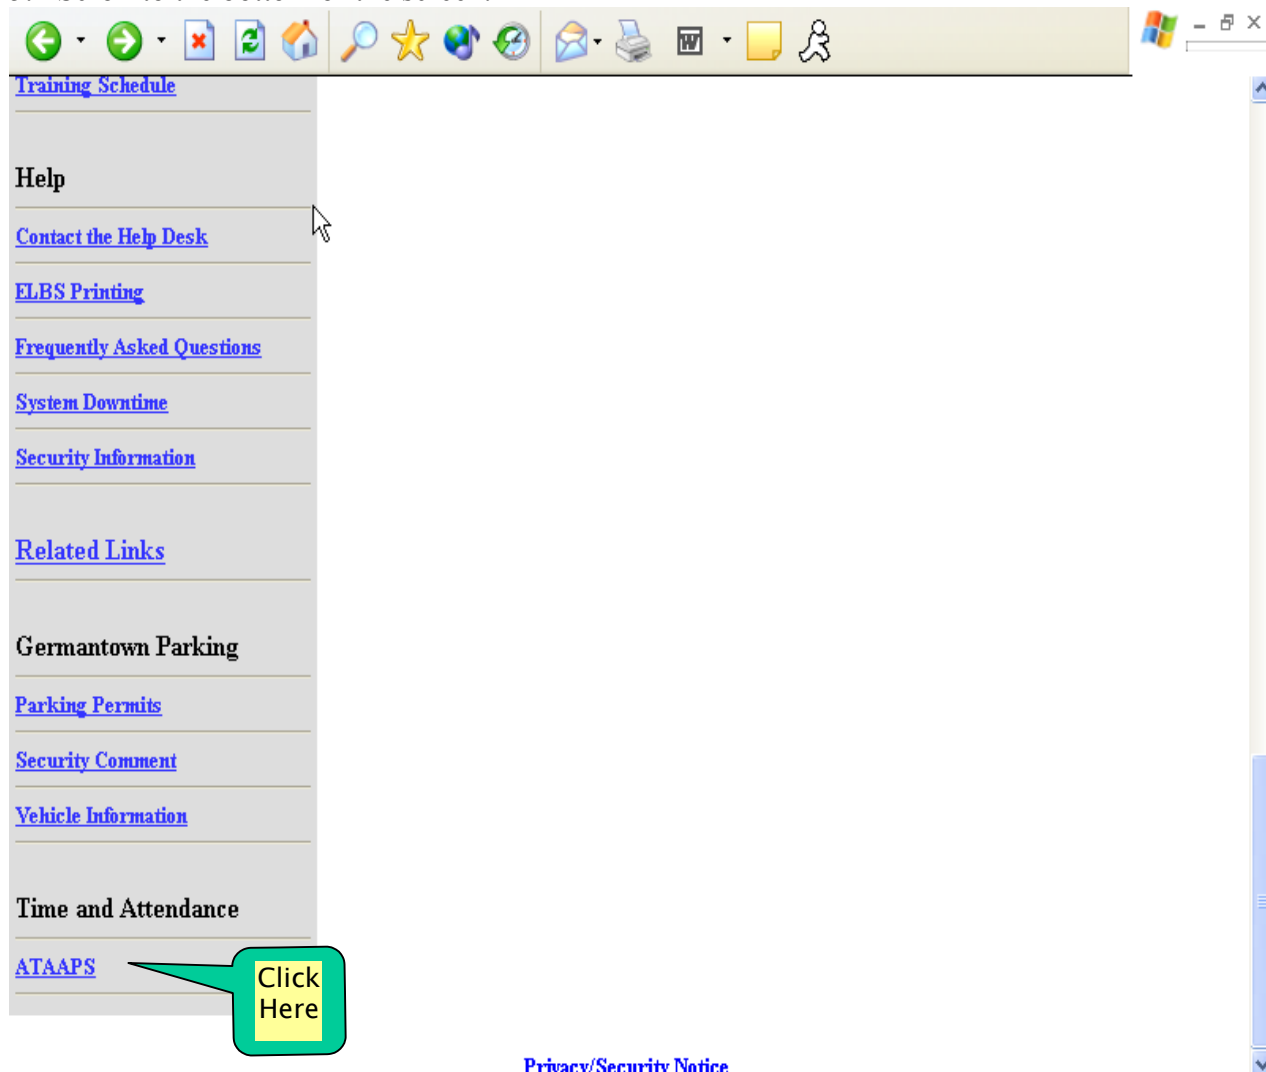 Training Schedule
Help
Contact the Help Desk
ELBS Printing
Frequently Asked Questions
System Downtime
Security Information
Related Links
Germantown Parking
Parking Permits
Security Comment
Vehicle Information
Time and Attendance
ATAAPS
Click
Here
Privacy/Security Notice